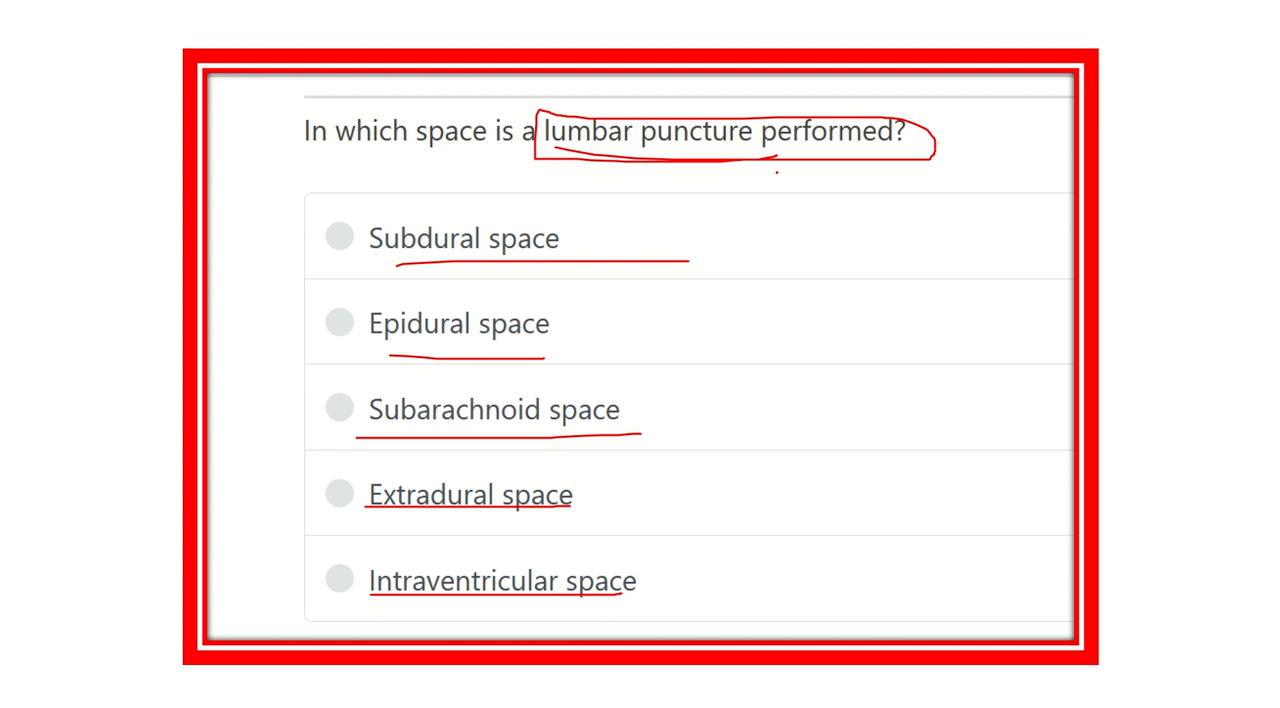 In which space is a lumbar puncture performed?
Subdural space
Epidural space
Subarachnoid space
Extradural space
Intraventricular space